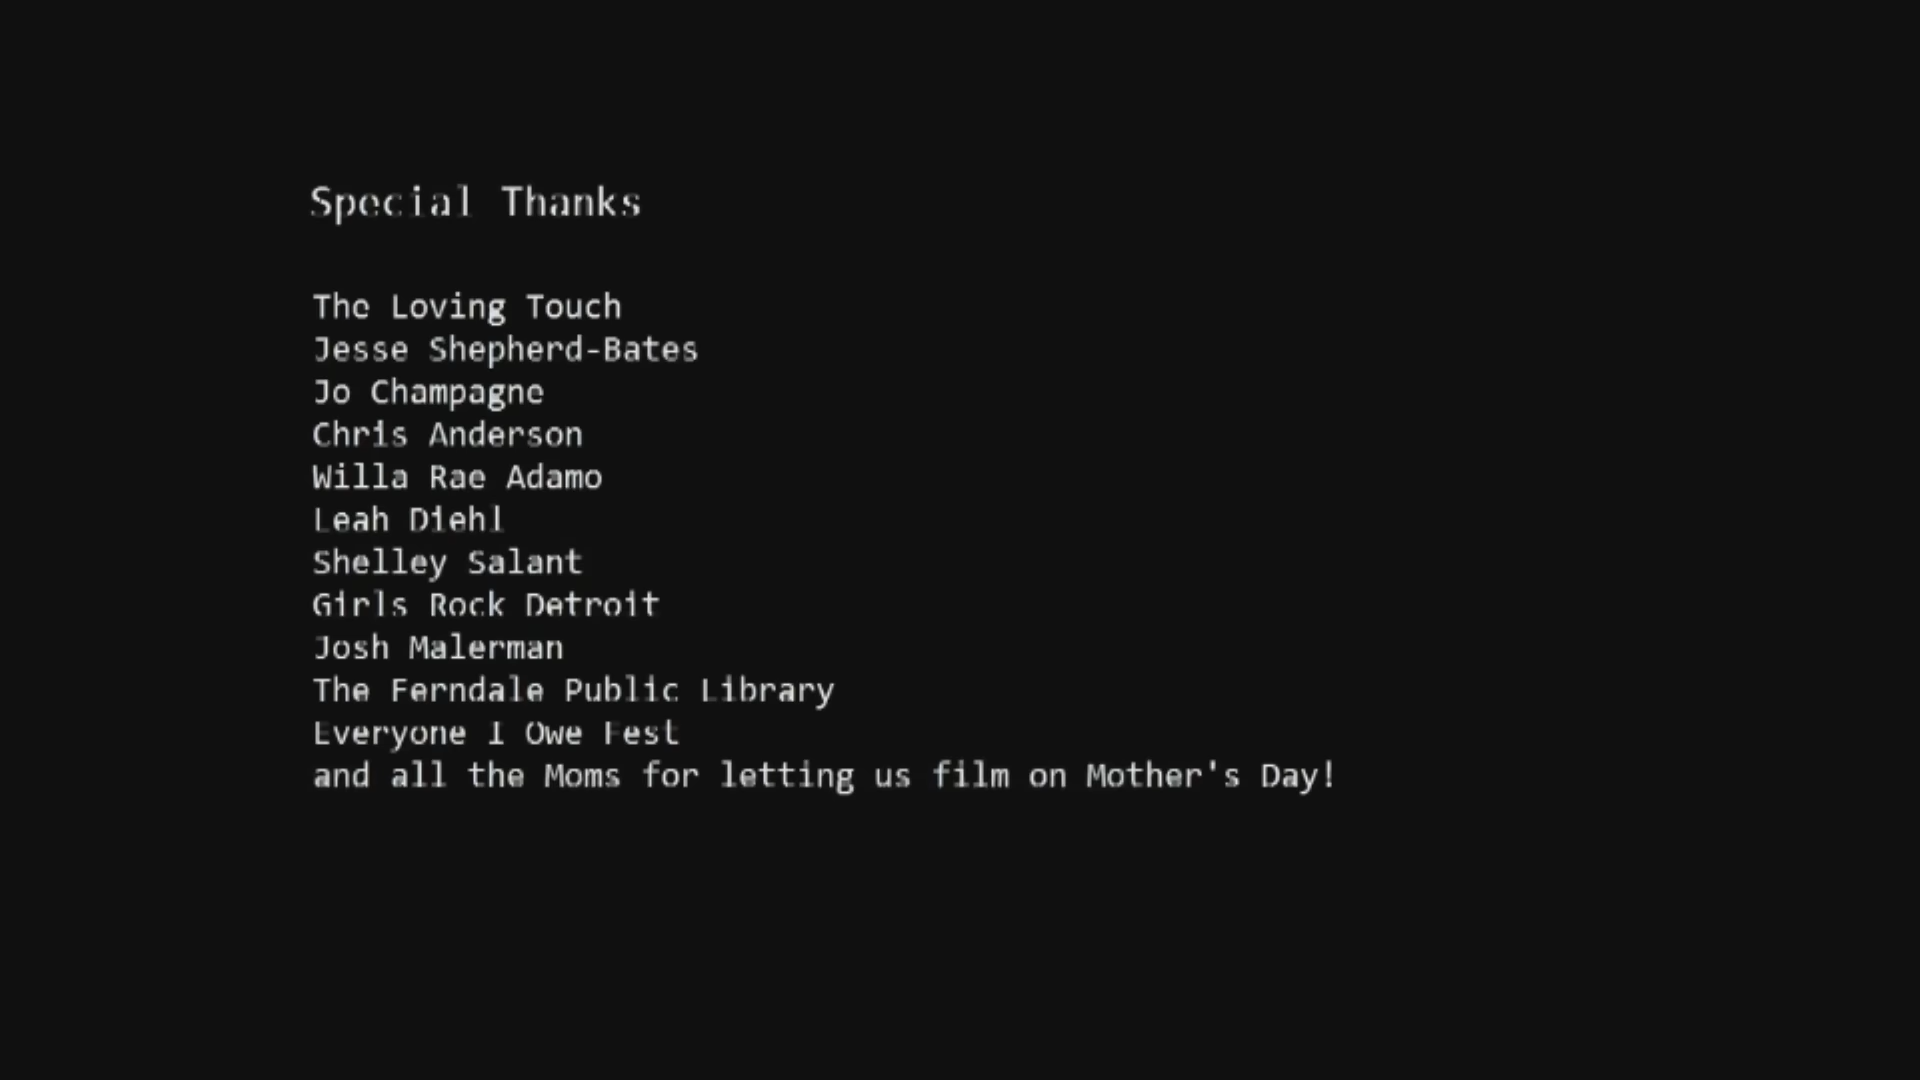 Special Thanks
The Loving Touch
Jesse Shepherd-Bates
Jo Champagne
Chris Anderson
Willa Rae Adamo
Leah Diehl
Shelley Salant
Girls Rock Detroit
Josh Malerman
The Ferndale Public Library
Everyone I Owe Fest
and all the Moms for letting us film on Mother's Day!